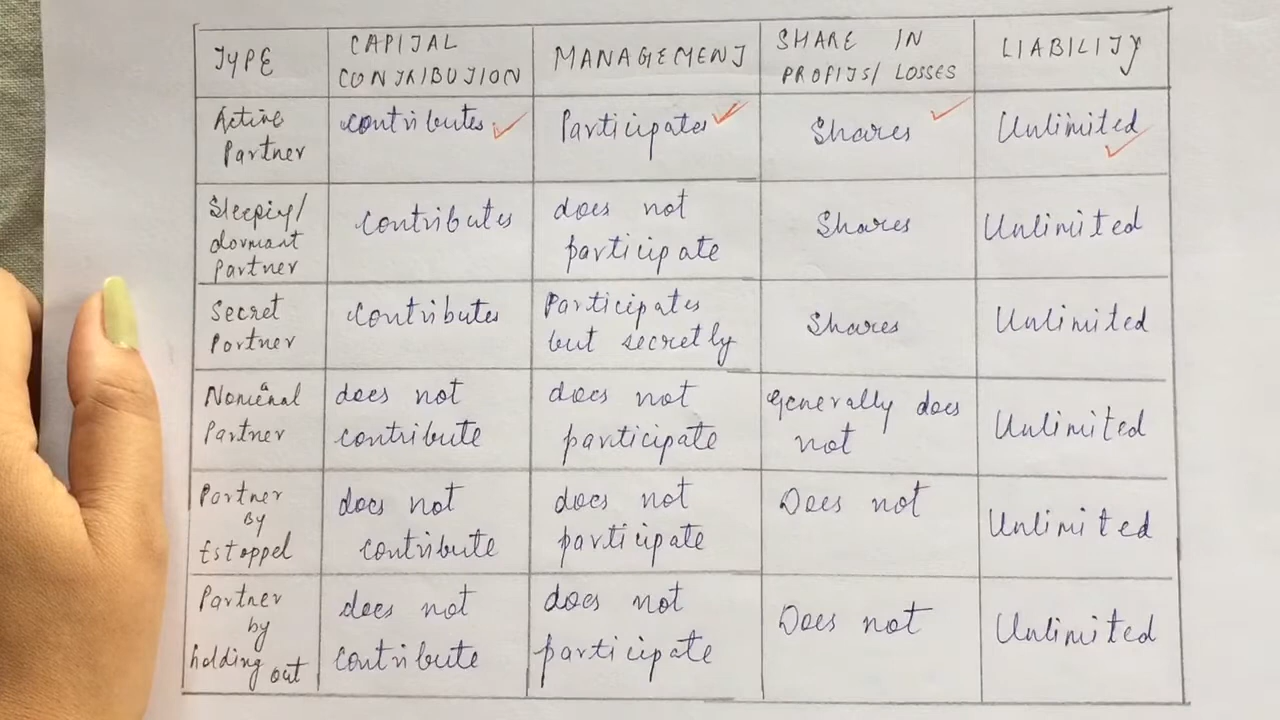 TYPE
CAPITAL
CONTRIBUTION
MANAGEMENT
SHARE IN
PROFITS/ LOSSES
LIABILITY
Active
Partner
contributes
Participates
Shares
Unlimited
Sleeping/
dormant
Partner
contributes
does not
participate
Shares
Unlimited
Secret
Partner
contributes
Participates
but secretly
Shares
Unlimited
Nominal
Partner
does not
contribute
does not
participate
generally does
not
Unlimited
Partner
By
Estoppel
does not
contribute
does not
participate
Does not
Unlimited
Partner
by
holding out
does not
contribute
does not
participate
Does not
Unlimited